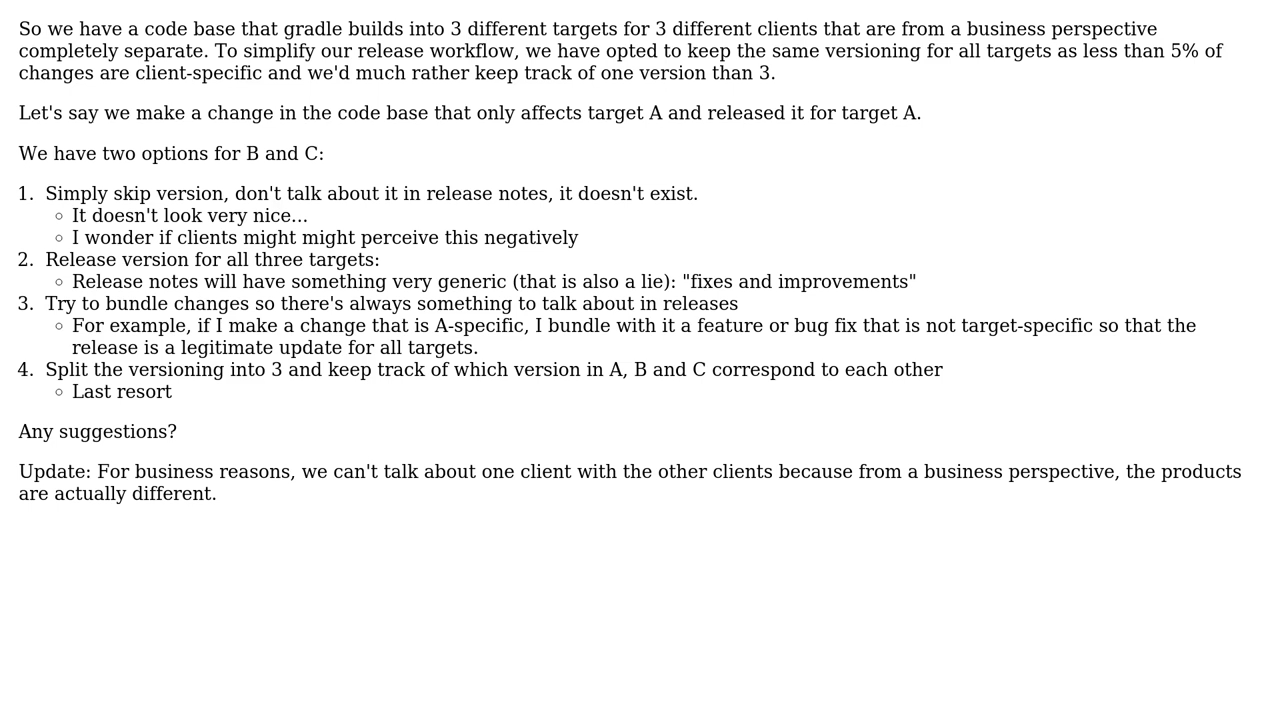 So we have a code base that gradle builds into 3 different targets for 3 different clients that are from a business perspective
completely separate. To simplify our release workflow, we have opted to keep the same versioning for all targets as less than 5% of
changes are client-specific and we'd much rather keep track of one version than 3.
Let's say we make a change in the code base that only affects target A and released it for target A.
We have two options for B and C:
1. Simply skip version, don't talk about it in release notes, it doesn't exist.
◦ It doesn't look very nice...
◦ I wonder if clients might might perceive this negatively
2. Release version for all three targets:
◦ Release notes will have something very generic (that is also a lie): "fixes and improvements"
3. Try to bundle changes so there's always something to talk about in releases
◦ For example, if I make a change that is A-specific, I bundle with it a feature or bug fix that is not target-specific so that the
release is a legitimate update for all targets.
4. Split the versioning into 3 and keep track of which version in A, B and C correspond to each other
◦ Last resort
Any suggestions?
Update: For business reasons, we can't talk about one client with the other clients because from a business perspective, the products
are actually different.